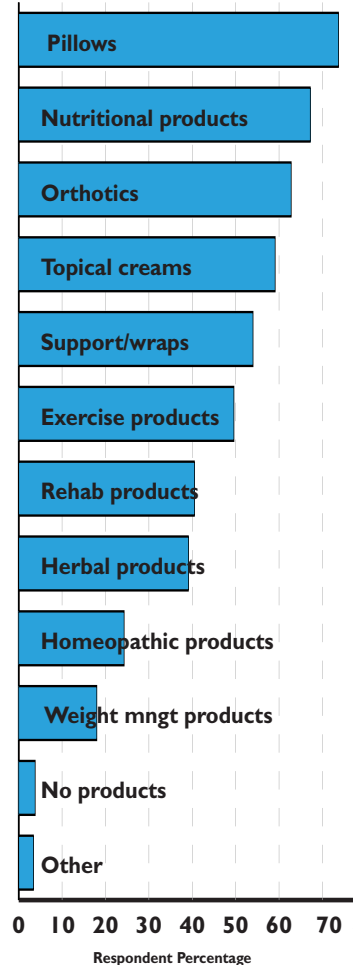 Pillows
Nutritional products
Orthotics
Topical creams
Support/wraps
Exercise products
Rehab products
Herbal products
Homeopathic products
Weight mngt products
No products
Other
0 10 20 30 40 50 60 70
Respondent Percentage